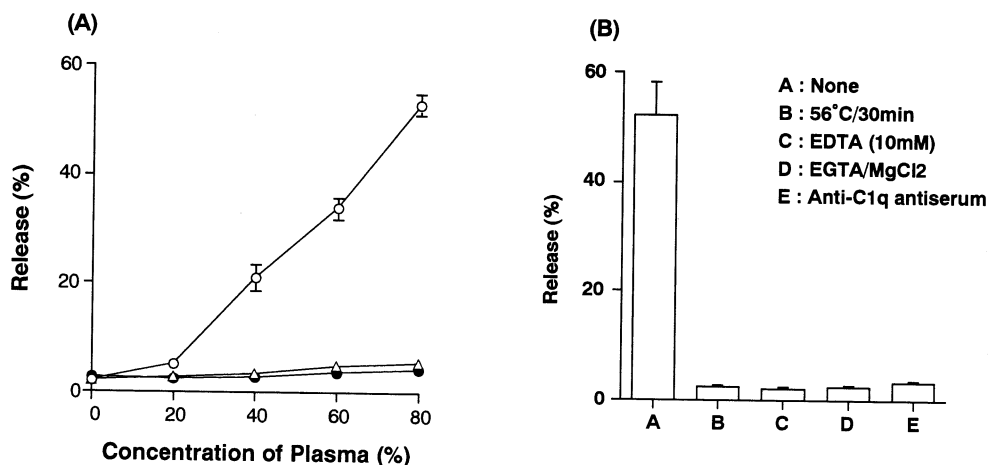 (A)
60
40
20
0
Release (%)
0 20 40 60 80
Concentration of Plasma (%)
(B)
60
40
20
0
Release (%)
A : None
B : 56°C/30min
C : EDTA (10mM)
D : EGTA/MgCl2
E : Anti-C1q antiserum
A B C D E